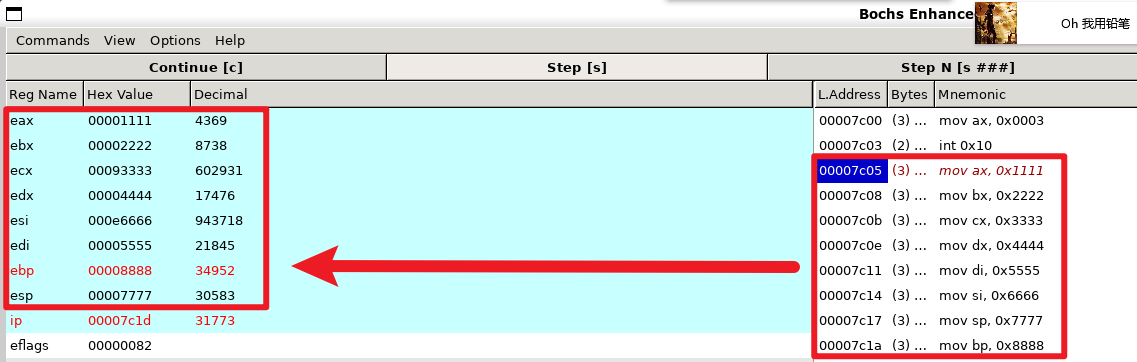 Bochs Enhance
Oh 我用铅笔
Commands View Options Help
Continue [c] Step [s] Step N [s ###]
Reg Name Hex Value Decimal L.Address Bytes Mnemonic
eax 00001111 4369 00007c00 (3) ... mov ax, 0x0003
ebx 00002222 8738 00007c03 (2) ... int 0x10
ecx 00093333 602931 00007c05 (3) ... mov ax, 0x1111
edx 00004444 17476 00007c08 (3) ... mov bx, 0x2222
esi 000e6666 943718 00007c0b (3) ... mov cx, 0x3333
edi 00005555 21845 00007c0e (3) ... mov dx, 0x4444
ebp 00008888 34952 00007c11 (3) ... mov di, 0x5555
esp 00007777 30583 00007c14 (3) ... mov si, 0x6666
ip 00007c1d 31773 00007c17 (3) ... mov sp, 0x7777
eflags 00000082 00007c1a (3) ... mov bp, 0x8888